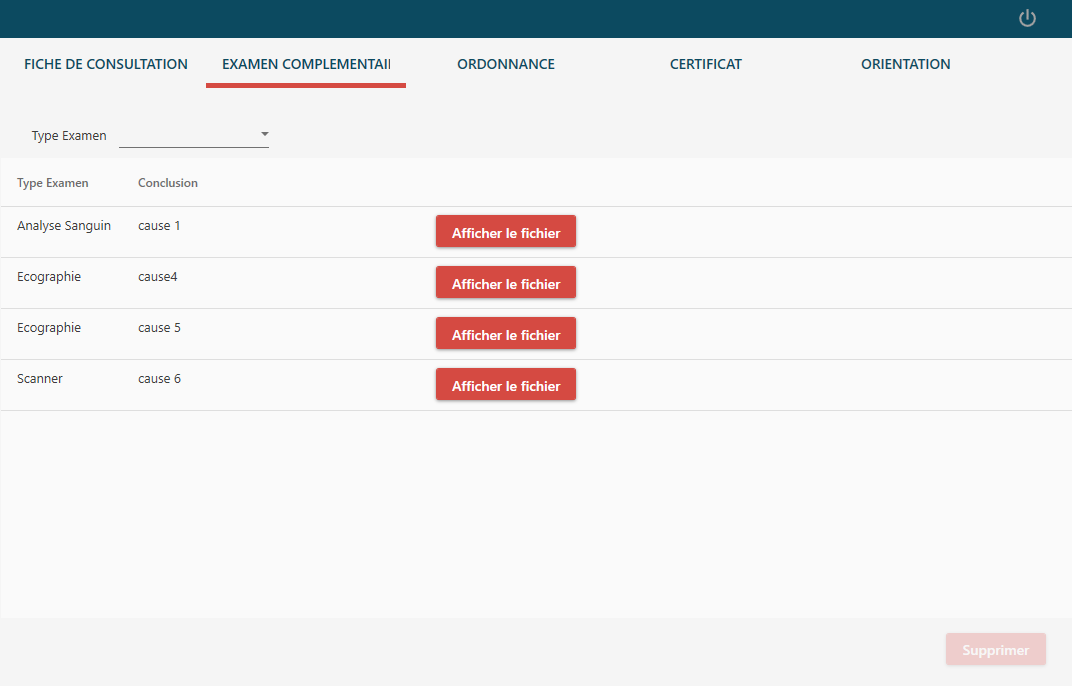 FICHE DE CONSULTATION EXAMEN COMPLEMENTAI ORDONNANCE CERTIFICAT ORIENTATION
Type Examen
Type Examen Conclusion
Analyse Sanguin cause 1 Afficher le fichier
Ecographie cause4 Afficher le fichier
Ecographie cause 5 Afficher le fichier
Scanner cause 6 Afficher le fichier
Supprimer